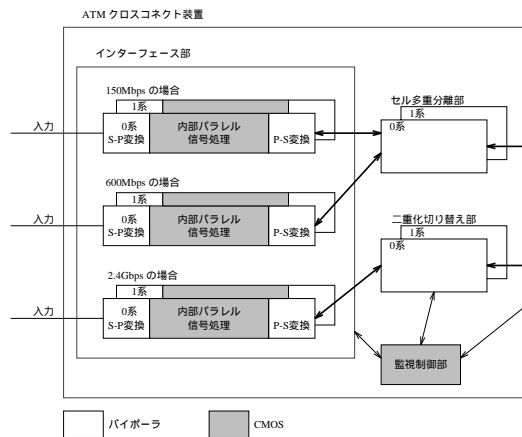 ATM クロスコネクト装置
インターフェース部
150Mbps の場合
1系
0系
S-P変換
内部パラレル
信号処理
P-S変換
入力
セル多重分離部
1系
0系
600Mbps の場合
1系
0系
S-P変換
内部パラレル
信号処理
P-S変換
入力
二重化切り替え部
1系
0系
2.4Gbps の場合
1系
0系
S-P変換
内部パラレル
信号処理
P-S変換
入力
監視制御部
バイポーラ
CMOS